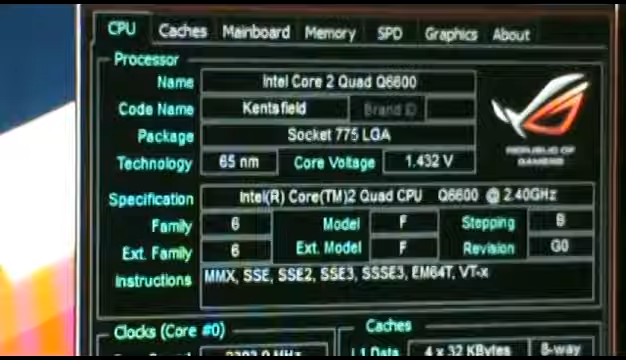 CPU Caches Mainboard Memory SPD Graphics About
Processor
Name Intel Core 2 Quad Q6600
Code Name Kentsfield Brand ID
Package Socket 775 LGA
Technology 65 nm Core Voltage 1.432 V
REPUBLIC OF
GAMERS
Specification Intel(R) Core(TM)2 Quad CPU Q6600 @ 2.40GHz
Family 6 Model F Stepping B
Ext. Family 6 Ext. Model F Revision G0
Instructions MMX, SSE, SSE2, SSE3, SSSE3, EM64T, VT-x
Clocks (Core #0) Caches
L1 Data 4 x 32 KBytes 8-way